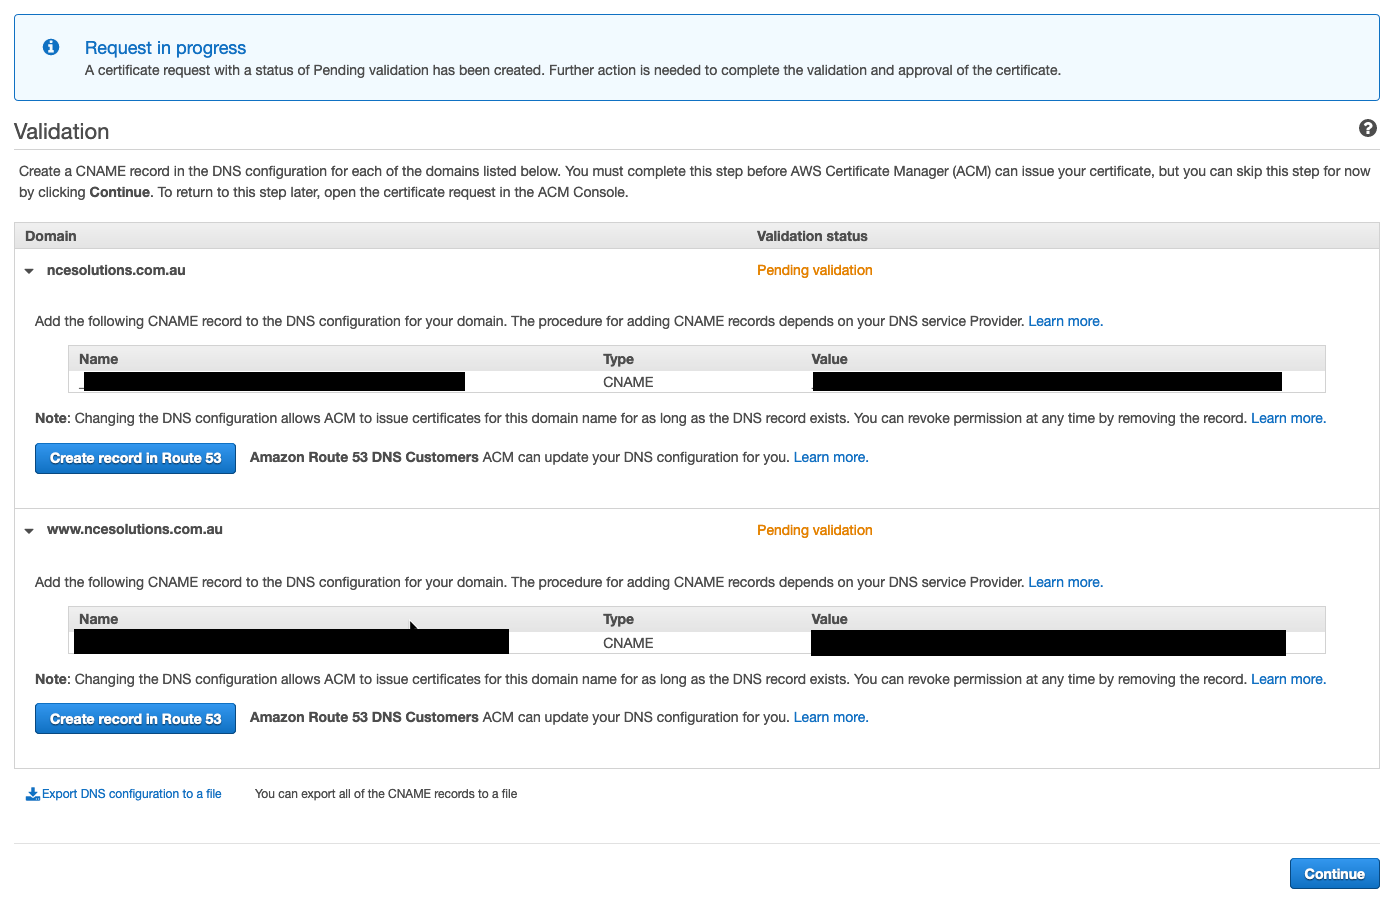 Request in progress
A certificate request with a status of Pending validation has been created. Further action is needed to complete the validation and approval of the certificate.
Validation
Create a CNAME record in the DNS configuration for each of the domains listed below. You must complete this step before AWS Certificate Manager (ACM) can issue your certificate, but you can skip this step for now
by clicking Continue. To return to this step later, open the certificate request in the ACM Console.
Domain Validation status
ncesolutions.com.au Pending validation
Add the following CNAME record to the DNS configuration for your domain. The procedure for adding CNAME records depends on your DNS service Provider. Learn more.
Name Type Value
_ CNAME
Note: Changing the DNS configuration allows ACM to issue certificates for this domain name for as long as the DNS record exists. You can revoke permission at any time by removing the record. Learn more.
Create record in Route 53 Amazon Route 53 DNS Customers ACM can update your DNS configuration for you. Learn more.
www.ncesolutions.com.au Pending validation
Add the following CNAME record to the DNS configuration for your domain. The procedure for adding CNAME records depends on your DNS service Provider. Learn more.
Name Type Value
CNAME
Note: Changing the DNS configuration allows ACM to issue certificates for this domain name for as long as the DNS record exists. You can revoke permission at any time by removing the record. Learn more.
Create record in Route 53 Amazon Route 53 DNS Customers ACM can update your DNS configuration for you. Learn more.
Export DNS configuration to a file You can export all of the CNAME records to a file
Continue